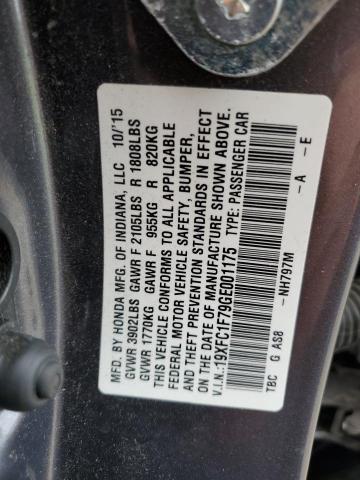 MFD. BY HONDA MFG. OF INDIANA, LLC 10/'15
GVWR 3902LBS GAWR F 2105LBS R 1808LBS
GVWR 1770KG GAWR F 955KG R 820KG
THIS VEHICLE CONFORMS TO ALL APPLICABLE
FEDERAL MOTOR VEHICLE SAFETY, BUMPER,
AND THEFT PREVENTION STANDARDS IN EFFECT
ON THE DATE OF MANUFACTURE SHOWN ABOVE.
V.I.N.:19XFC1F79GE001175 TYPE: PASSENGER CAR
-NH797M -A -E
TBC G AS8